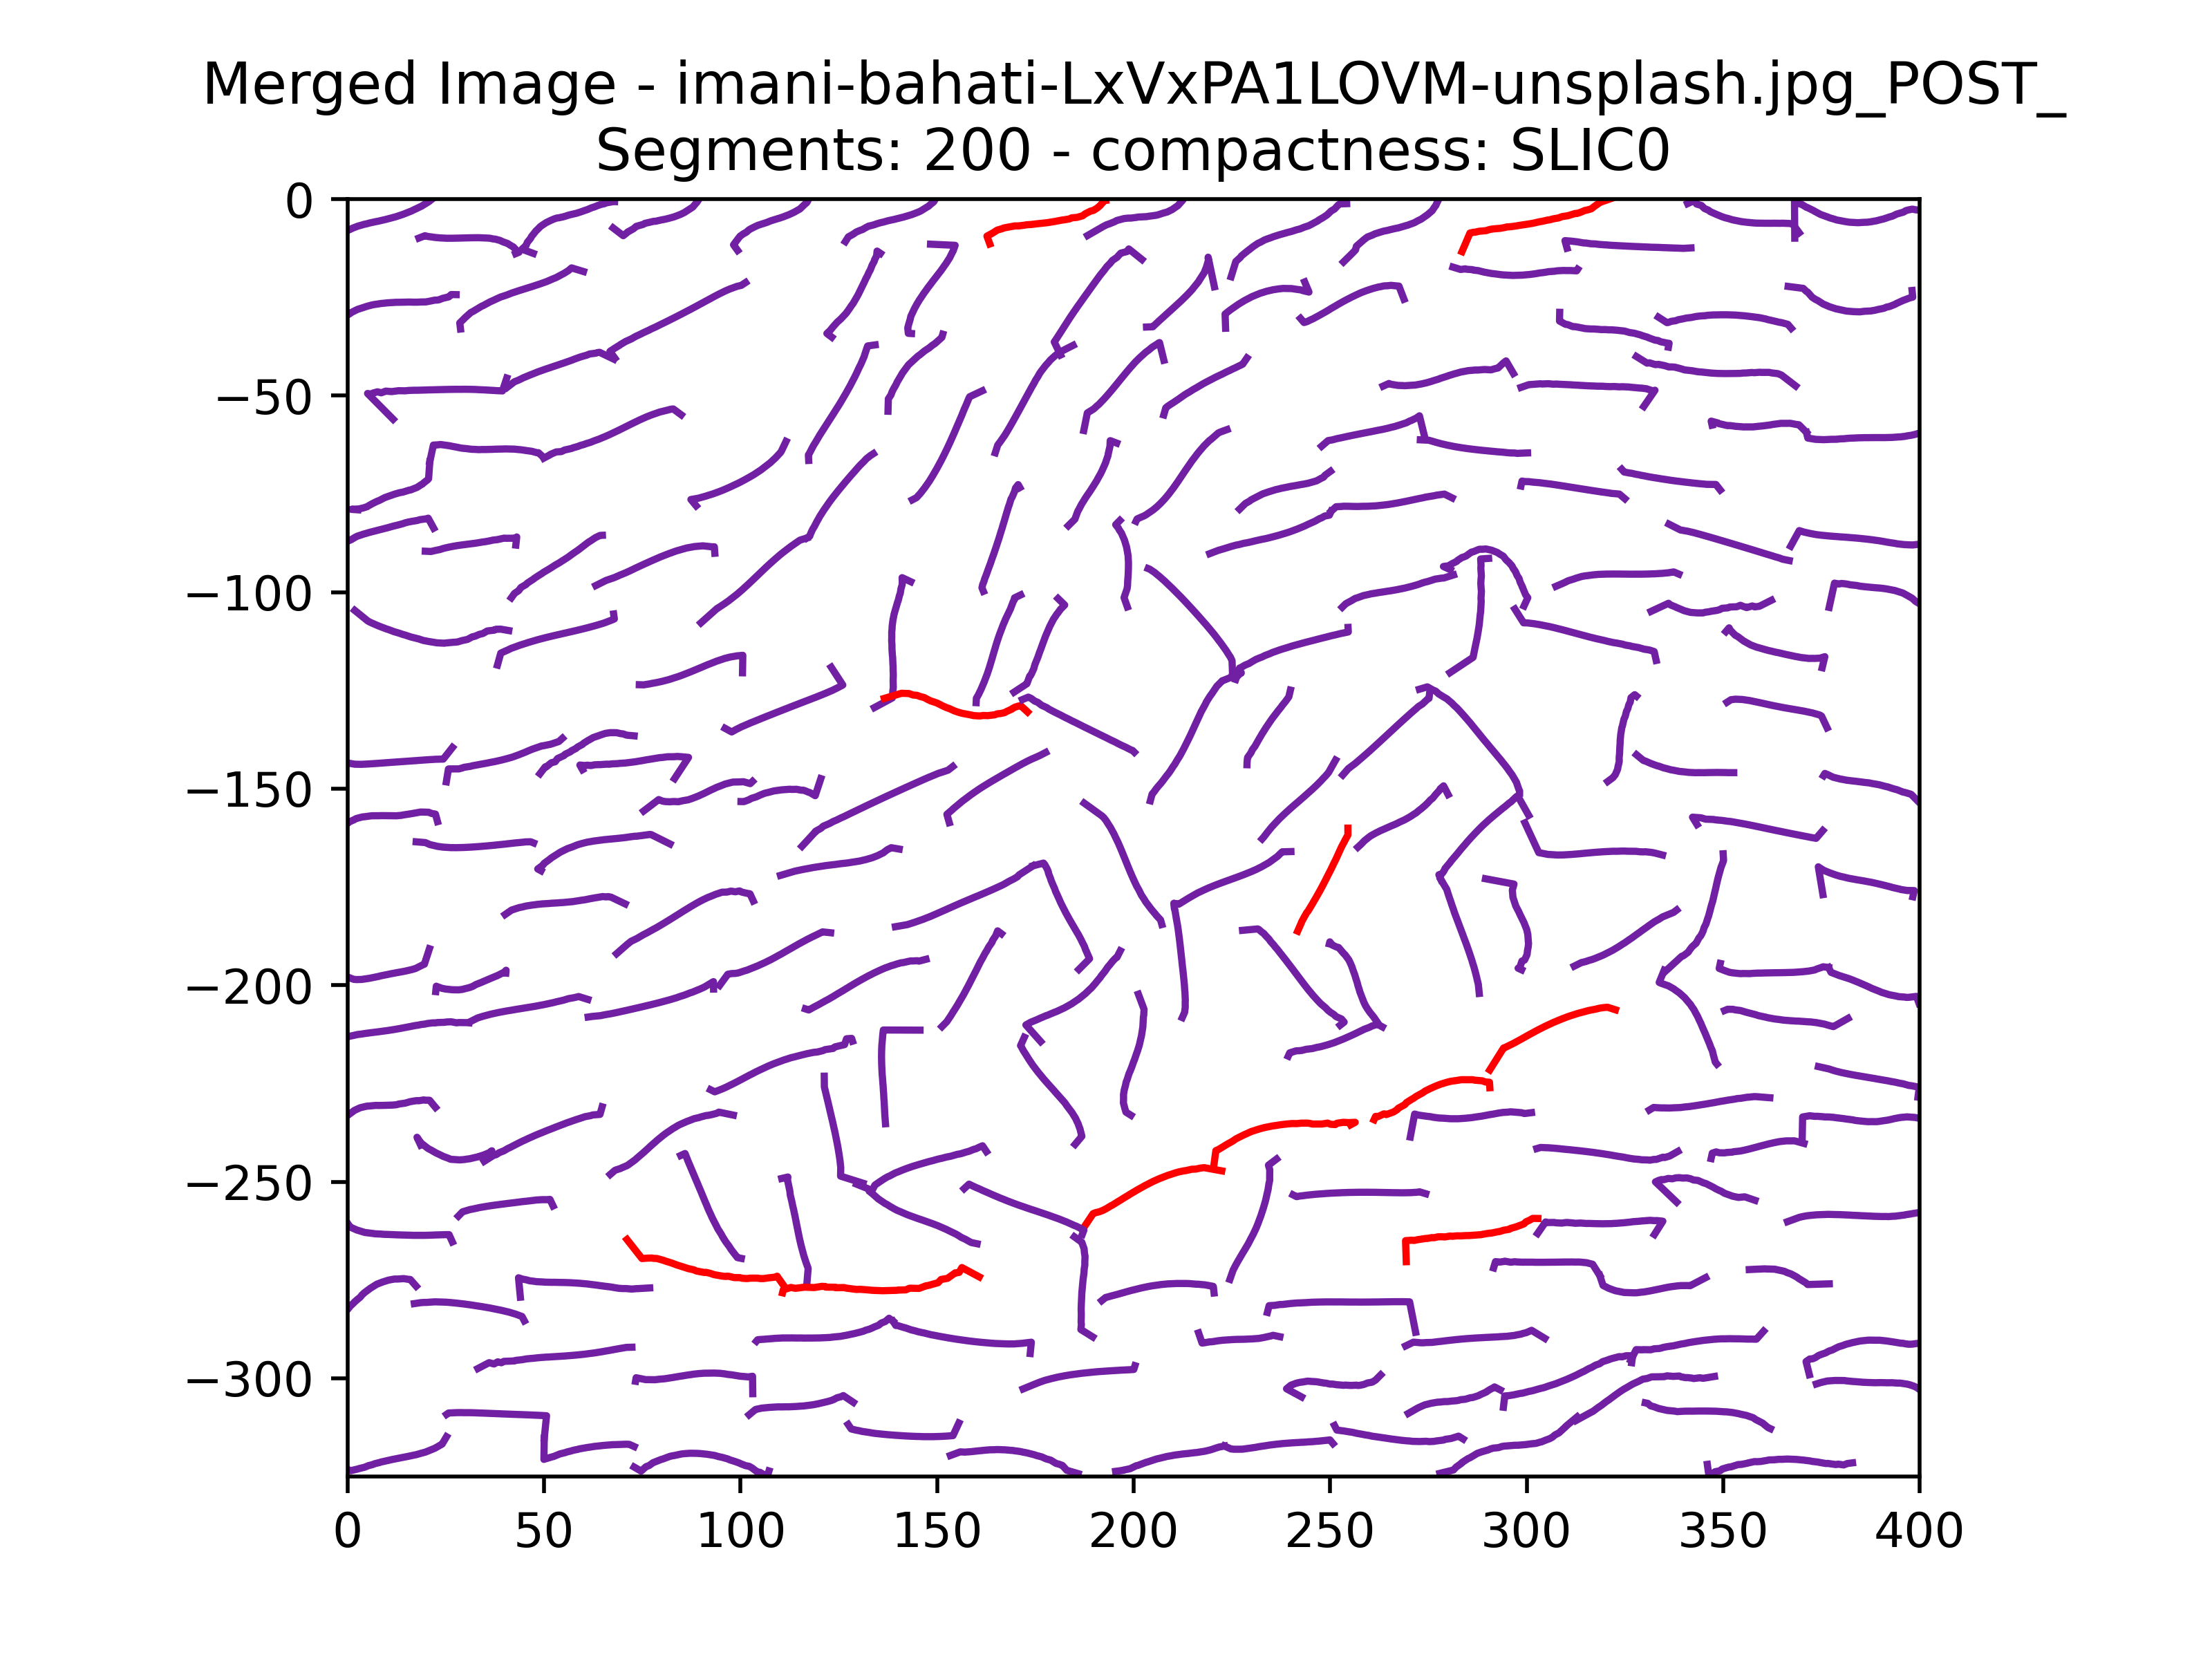 Merged Image - imani-bahati-LxVxPA1LOVM-unsplash.jpg_POST_
Segments: 200 - compactness: SLIC0
0
−50
−100
−150
−200
−250
−300
0 50 100 150 200 250 300 350 400